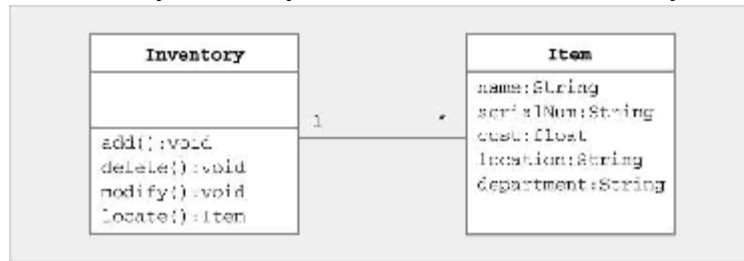 Inventory
add():void
delete():void
modify():void
locate():Item
1
*
Item
name:String
serialNum:String
cost:float
location:String
department:String